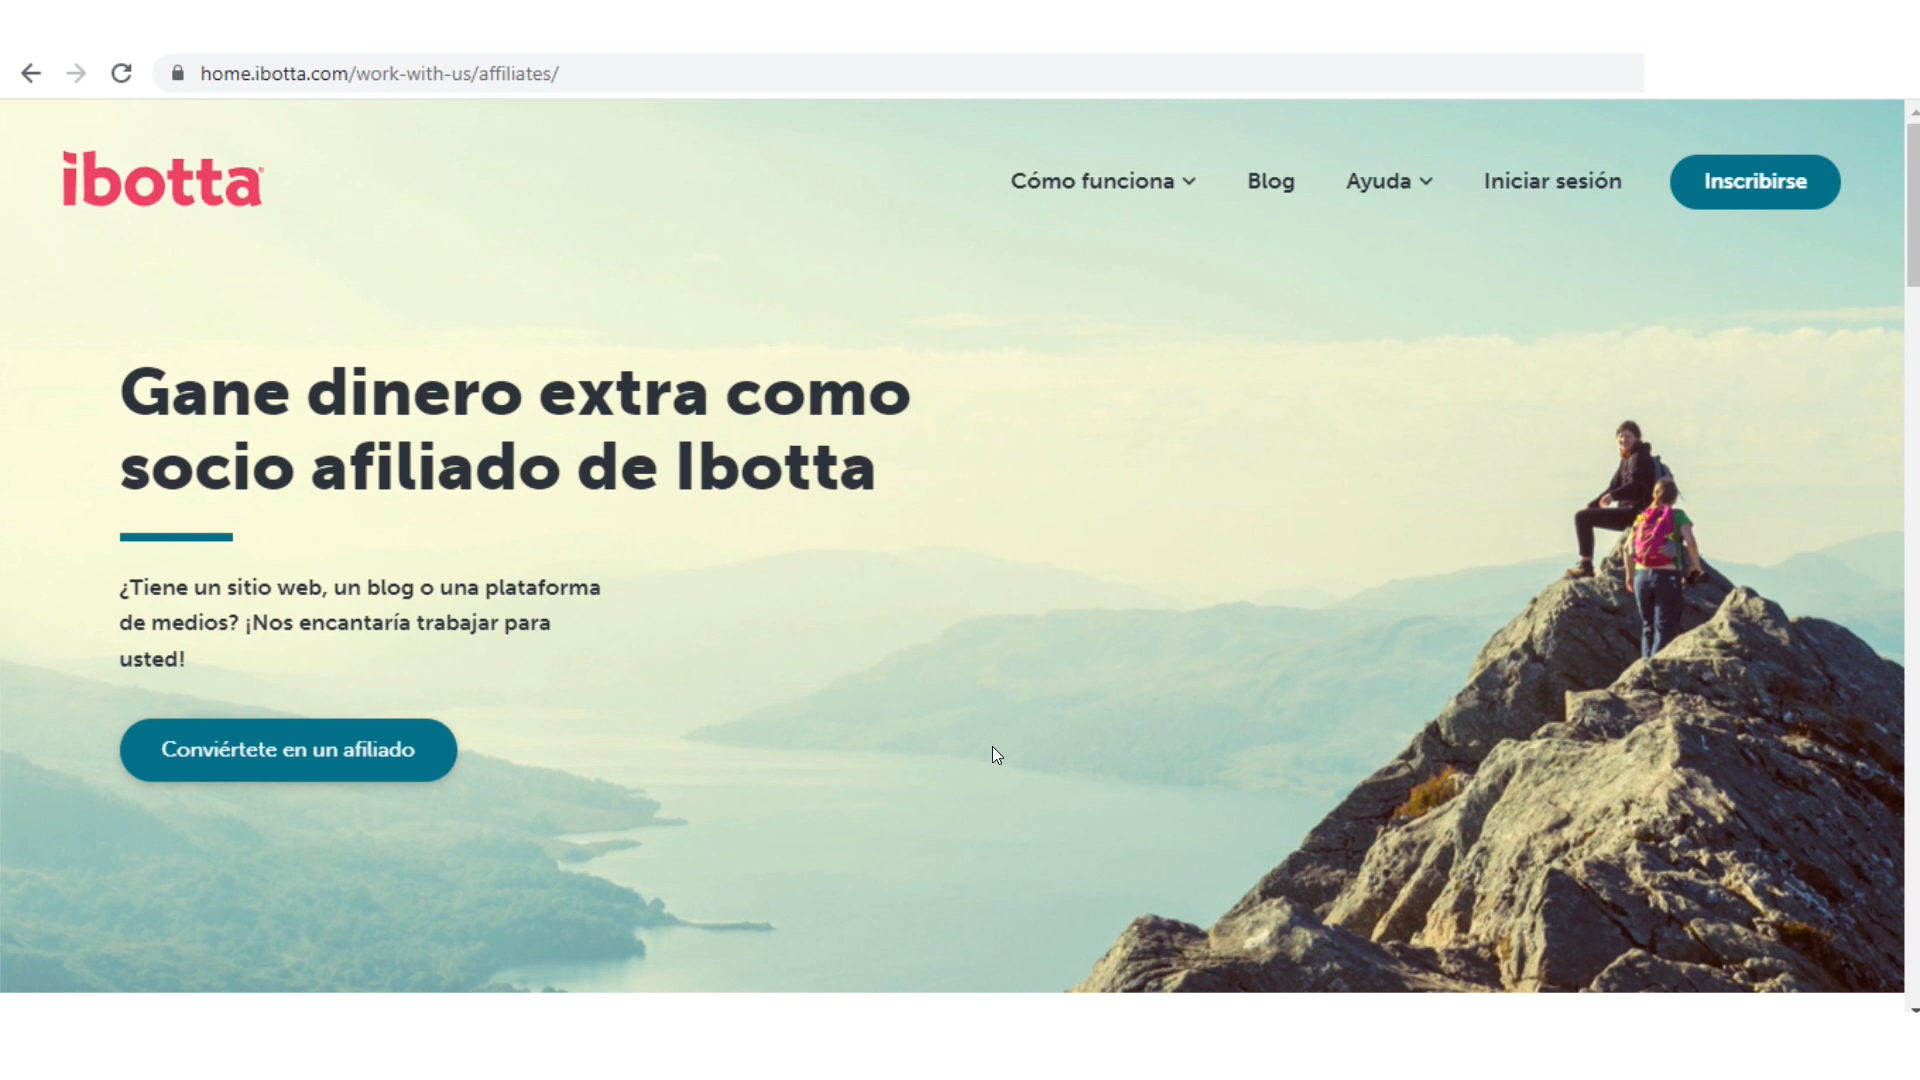 home.ibotta.com/work-with-us/affiliates/
ibotta
Cómo funciona Blog Ayuda Iniciar sesión Inscribirse
Gane dinero extra como
socio afiliado de Ibotta
¿Tiene un sitio web, un blog o una plataforma
de medios? ¡Nos encantaría trabajar para
usted!
Conviértete en un afiliado